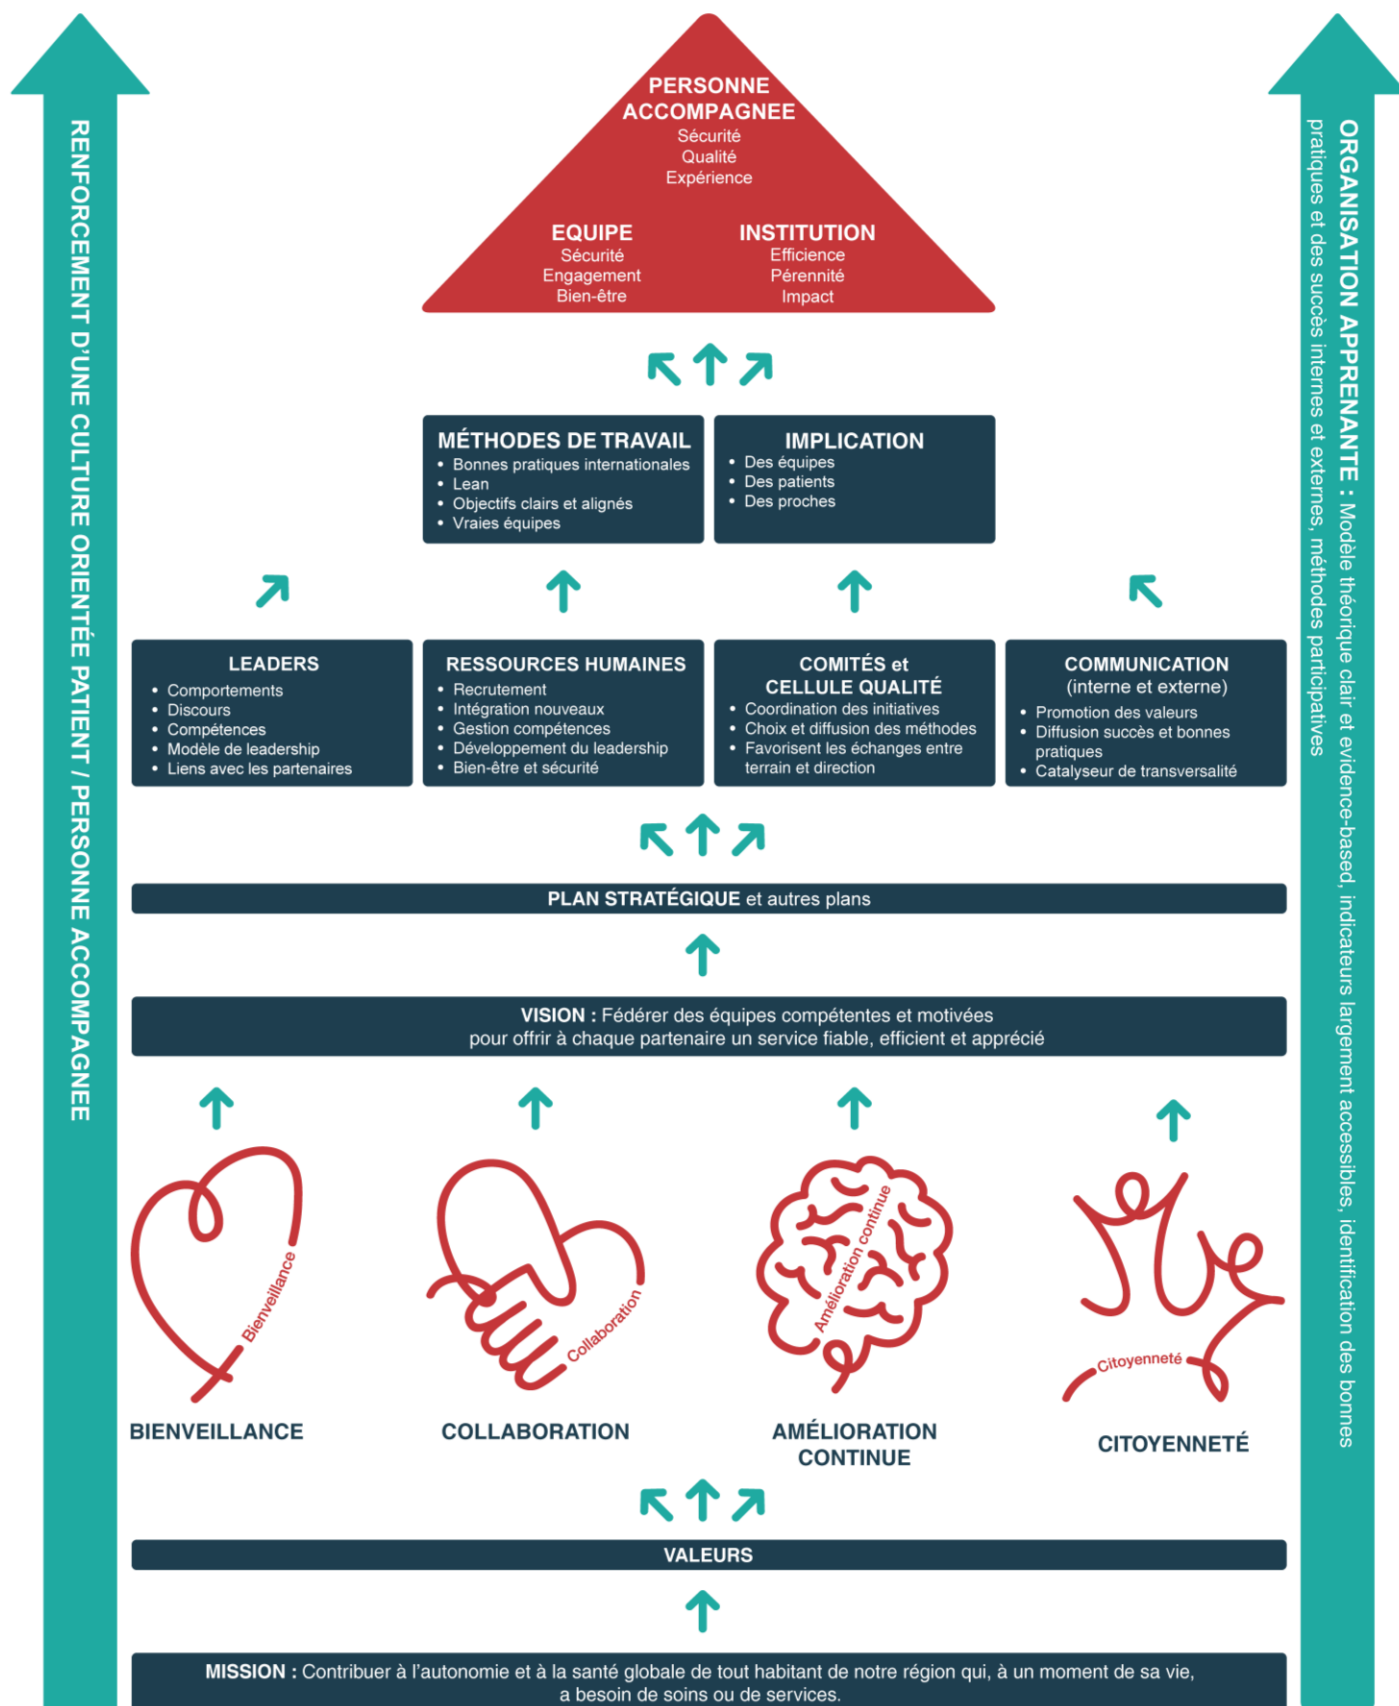 RENFORCEMENT D'UNE CULTURE ORIENTÉE PATIENT / PERSONNE ACCOMPAGNEE
PERSONNE
ACCOMPAGNEE
Sécurité
Qualité
Expérience
EQUIPE
Sécurité
Engagement
Bien-être
INSTITUTION
Efficience
Pérennité
Impact
MÉTHODES DE TRAVAIL
• Bonnes pratiques internationales
• Lean
• Objectifs clairs et alignés
• Vraies équipes
IMPLICATION
• Des équipes
• Des patients
• Des proches
LEADERS
• Comportements
• Discours
• Compétences
• Modèle de leadership
• Liens avec les partenaires
RESSOURCES HUMAINES
• Recrutement
• Intégration nouveaux
• Gestion compétences
• Développement du leadership
• Bien-être et sécurité
COMITÉS et
CELLULE QUALITÉ
• Coordination des initiatives
• Choix et diffusion des méthodes
• Favorisent les échanges entre
terrain et direction
COMMUNICATION
(interne et externe)
• Promotion des valeurs
• Diffusion succès et bonnes
pratiques
• Catalyseur de transversalité
PLAN STRATÉGIQUE et autres plans
VISION : Fédérer des équipes compétentes et motivées
pour offrir à chaque partenaire un service fiable, efficient et apprécié
Bienveillance
Collaboration
Amélioration continue
Citoyenneté
BIENVEILLANCE
COLLABORATION
AMÉLIORATION
CONTINUE
CITOYENNETÉ
VALEURS
MISSION : Contribuer à l'autonomie et à la santé globale de tout habitant de notre région qui, à un moment de sa vie,
a besoin de soins ou de services.
ORGANISATION APPRENANTE : Modèle théorique clair et evidence-based, indicateurs largement accessibles, identification des bonnes
pratiques et des succès internes et externes, méthodes participatives